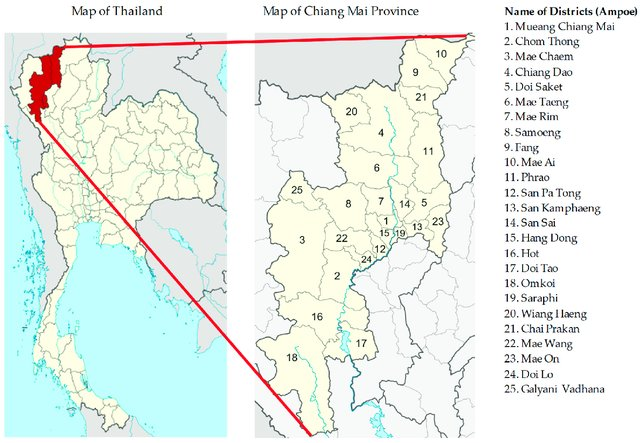 Map of Thailand
Map of Chiang Mai Province
Name of Districts (Ampoe)
1. Mueang Chiang Mai
2. Chom Thong
3. Mae Chaem
4. Chiang Dao
5. Doi Saket
6. Mae Taeng
7. Mae Rim
8. Samoeng
9. Fang
10. Mae Ai
11. Phrao
12. San Pa Tong
13. San Kamphaeng
14. San Sai
15. Hang Dong
16. Hot
17. Doi Tao
18. Omkoi
19. Saraphi
20. Wiang Haeng
21. Chai Prakan
22. Mae Wang
23. Mae On
24. Doi Lo
25. Galyani Vadhana
10
9
21
20
4
11
6
25
8
7
14
5
1
23
3
22
15
19
13
12
24
2
16
17
18